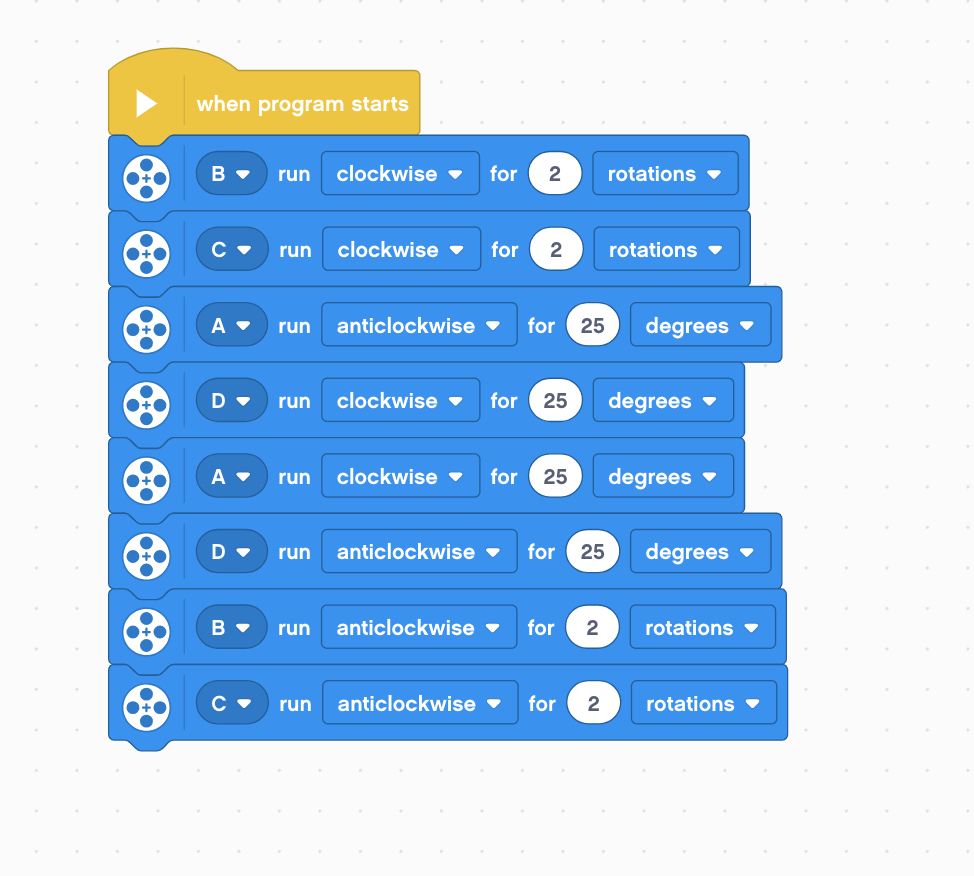 when program starts
B run clockwise for 2 rotations
C run clockwise for 2 rotations
A run anticlockwise for 25 degrees
D run clockwise for 25 degrees
A run clockwise for 25 degrees
D run anticlockwise for 25 degrees
B run anticlockwise for 2 rotations
C run anticlockwise for 2 rotations